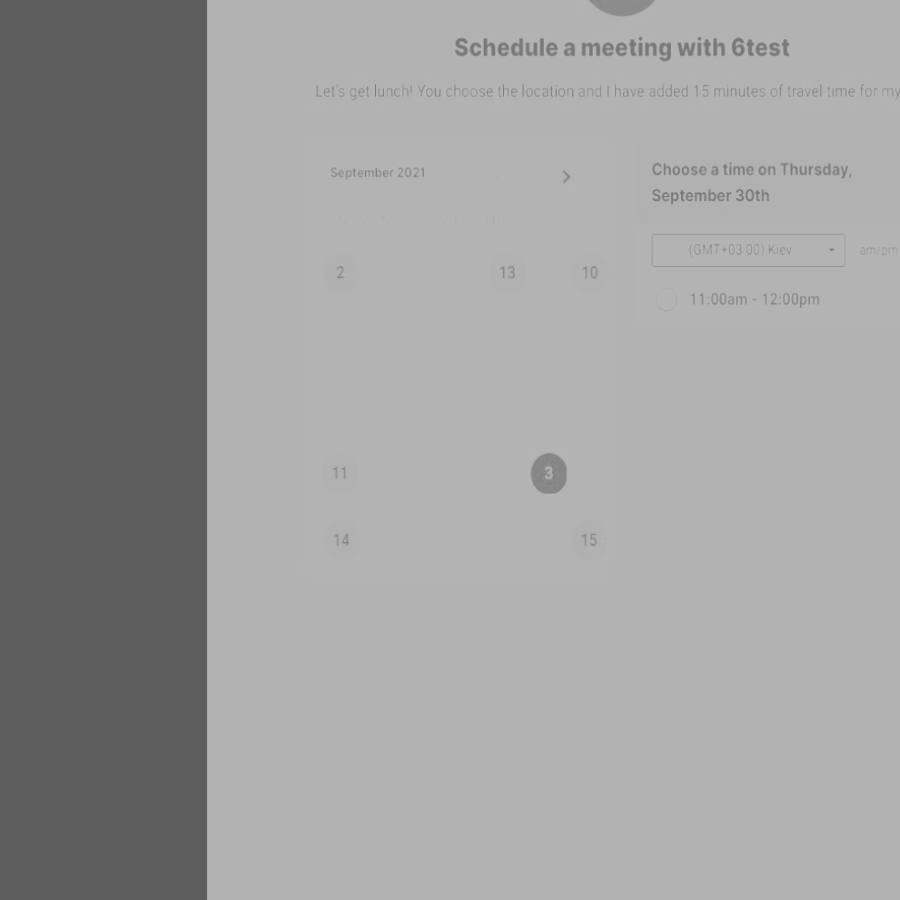 Schedule a meeting with 6test
Let's get lunch! You choose the location and I have added 15 minutes of travel time for my
September 2021
2 13 10
11 3
14 15
Choose a time on Thursday,
September 30th
(GMT+03:00) Kiev am/pm
11:00am - 12:00pm